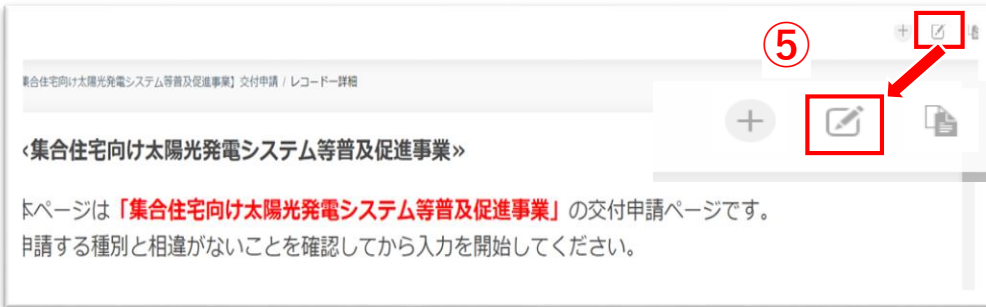 ⑤
集合住宅向け太陽光発電システム等普及促進事業】交付申請 / レコード一詳細
‹集合住宅向け太陽光発電システム等普及促進事業»
本ページは「集合住宅向け太陽光発電システム等普及促進事業」の交付申請ページです。
申請する種別と相違がないことを確認してから入力を開始してください。